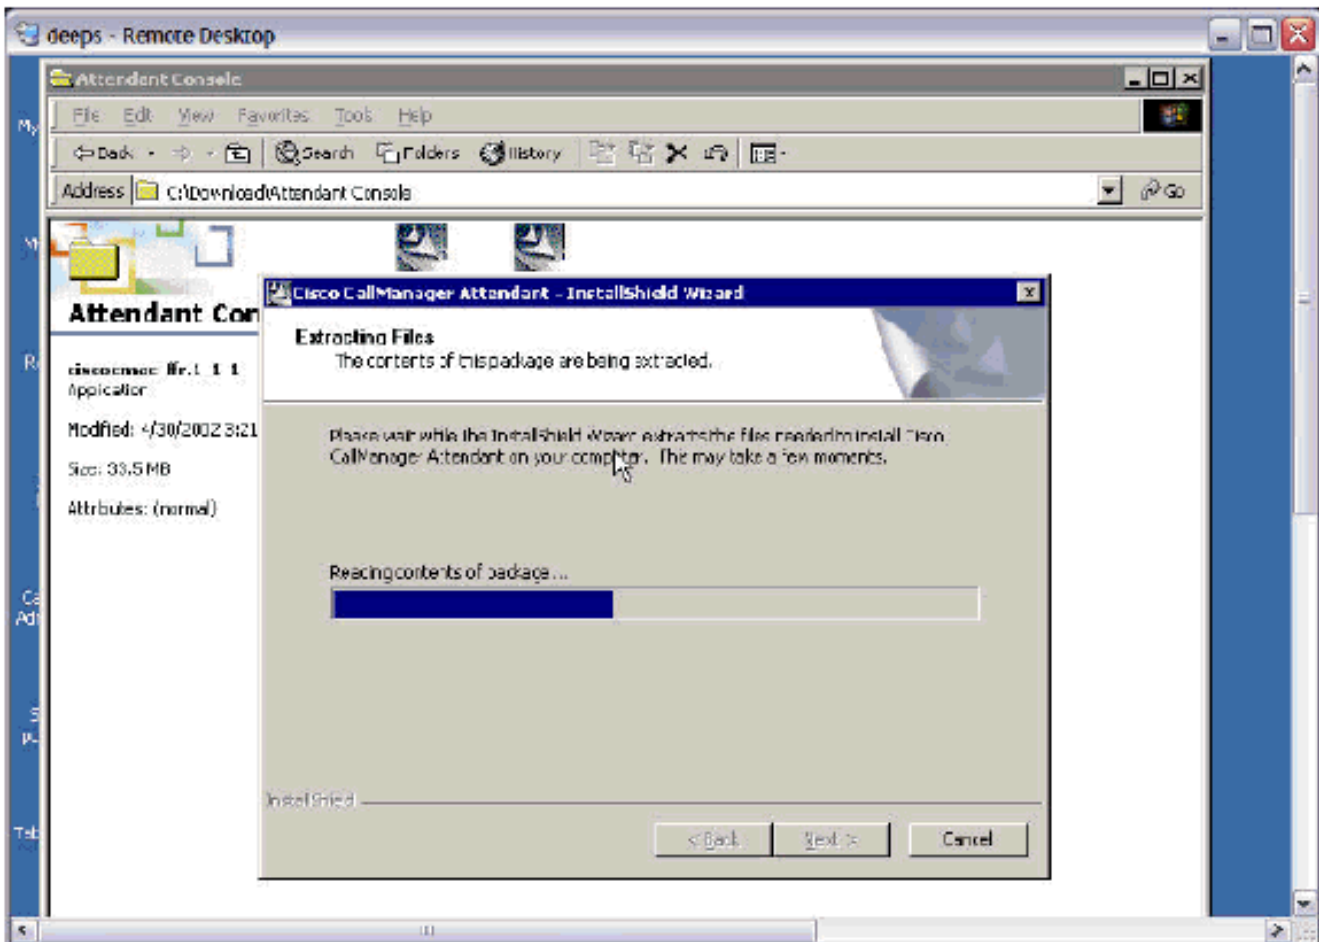 deeps - Remote Desktop
Attendant Console
File Edit View Favorites Tools Help
Back Search Folders History
Address C:\Download\Attendant Console Go
My
Attendant Con
Application
Modified: 4/30/2002 3:21
Size: 33.5 MB
Attributes: (normal)
Cisco CallManager Attendant - InstallShield Wizard
Extracting Files
The contents of this package are being extracted.
Please wait while the InstallShield Wizard extracts the files needed to install Cisco
CallManager Attendant on your computer. This may take a few moments.
Reading contents of package...
InstallShield
< Back Next > Cancel